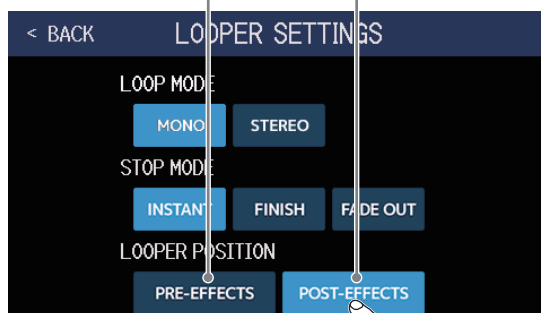 < BACK LOOPER SETTINGS
LOOP MODE
MONO STEREO
STOP MODE
INSTANT FINISH FADE OUT
LOOPER POSITION
PRE-EFFECTS POST-EFFECTS